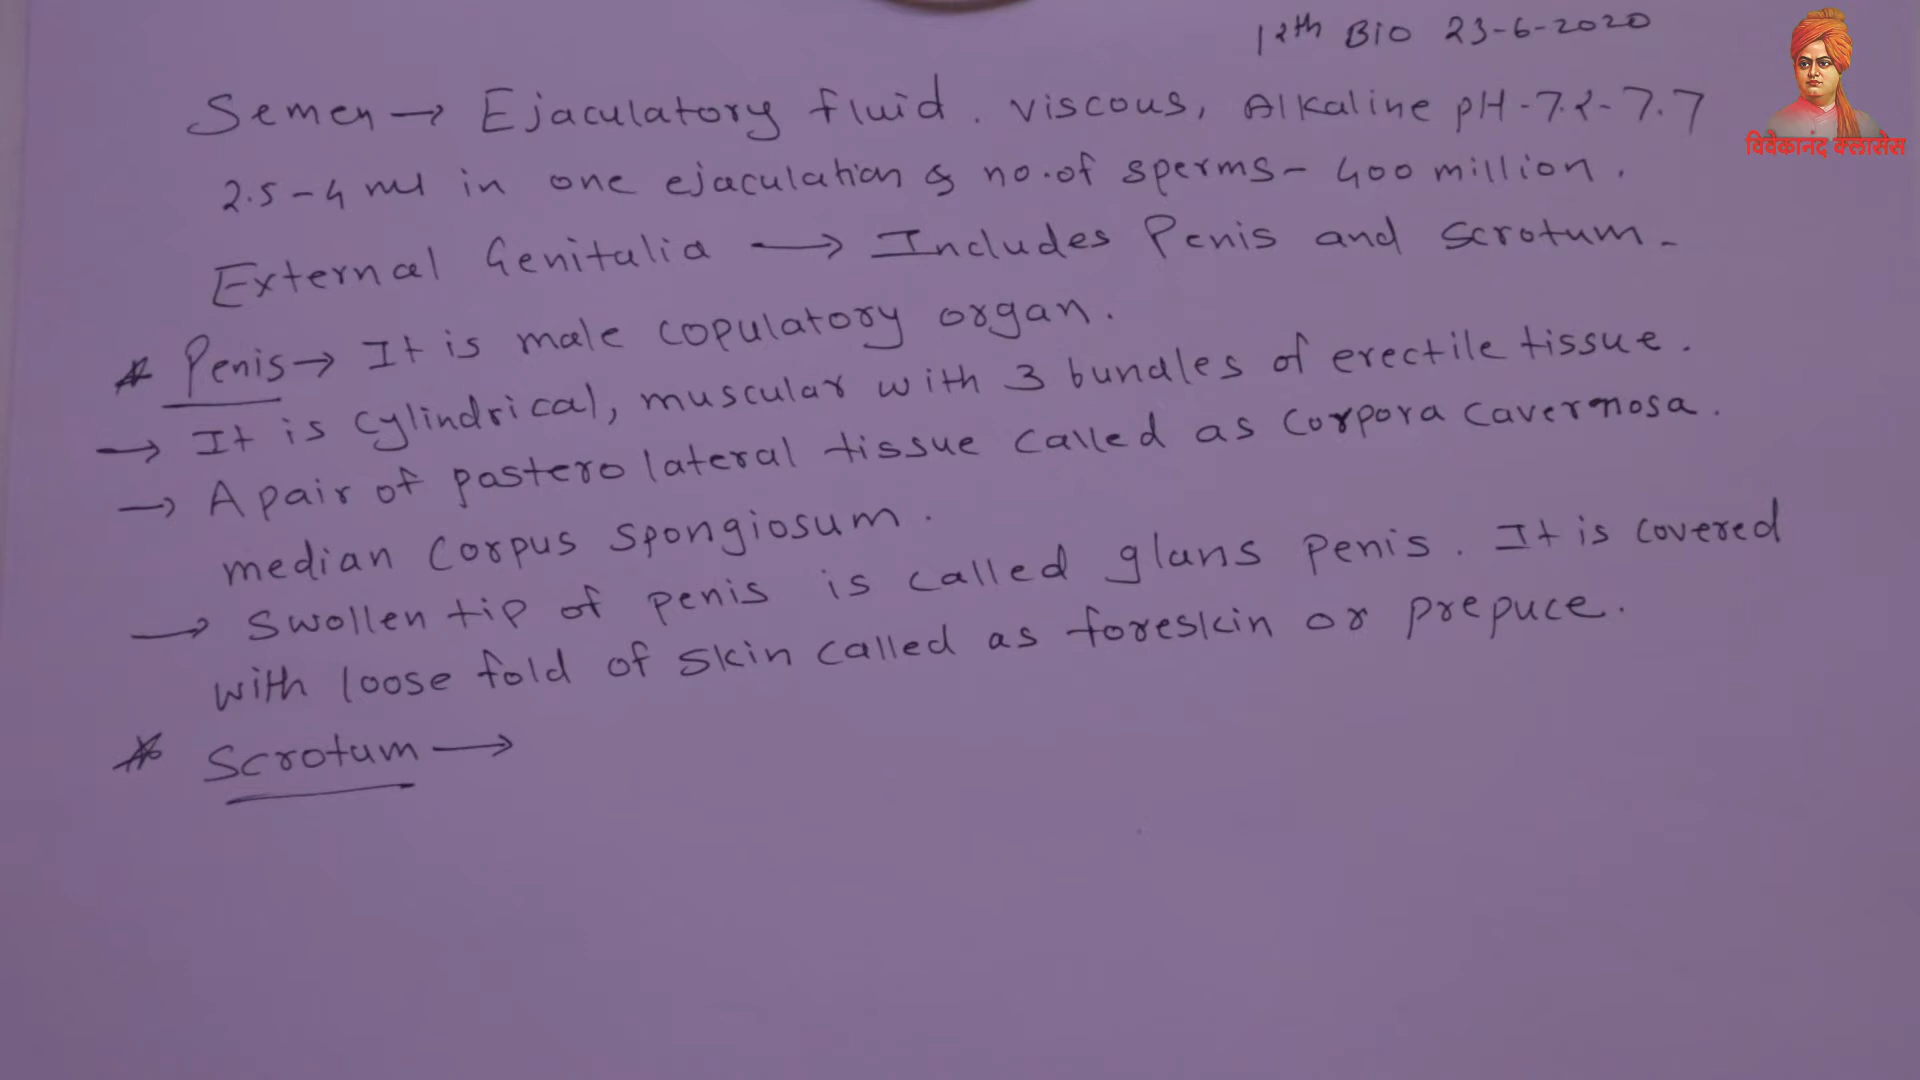 12th Bio 23-6-2020
Semen → Ejaculatory fluid. viscous, Alkaline pH-7.2-7.7
2.5-4 ml in one ejaculation & no.of sperms- 400 million.
External Genitalia → Includes Penis and scrotum-
* Penis → It is male copulatory organ.
→ It is cylindrical, muscular with 3 bundles of erectile tissue.
→ A pair of postero lateral tissue called as corpora cavernosa.
median corpus spongiosum.
→ Swollen tip of penis is called glans penis. It is covered
with loose fold of skin called as foreskin or prepuce.
* Scrotum →
विवेकानंद क्लासेस